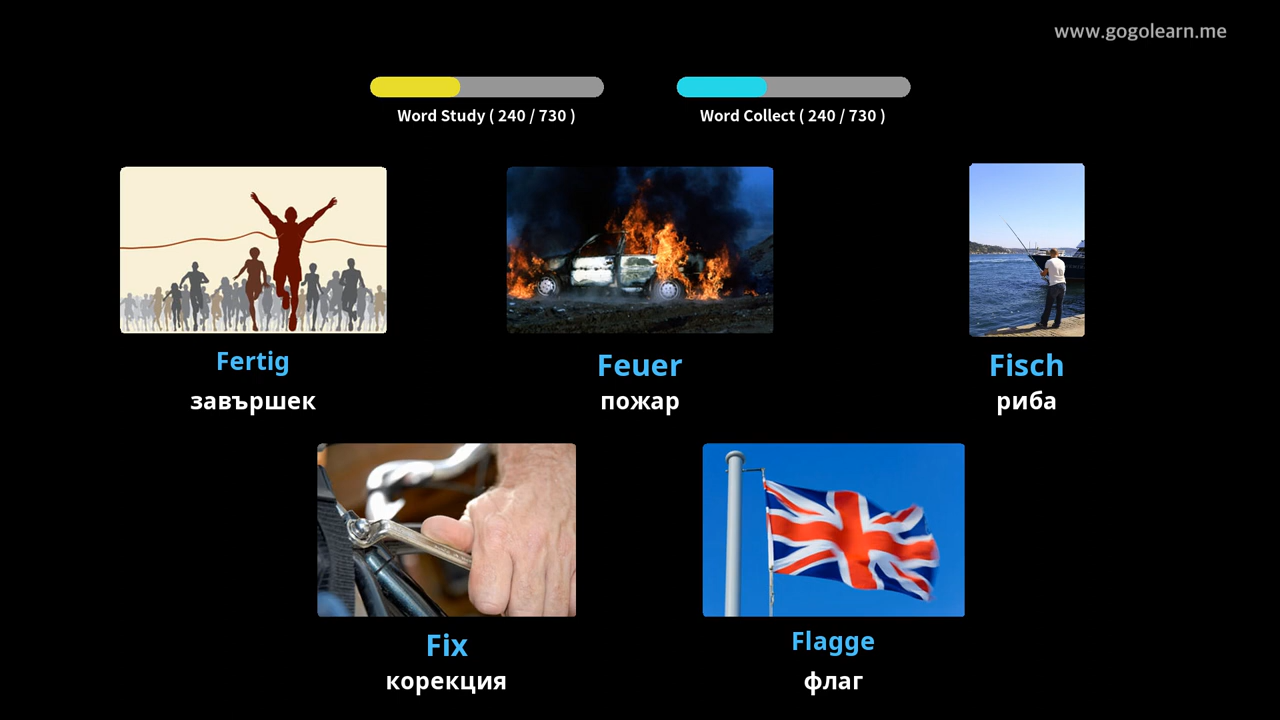 www.gogolearn.me
Word Study ( 240 / 730 )
Word Collect ( 240 / 730 )
Fertig
завършек
Feuer
пожар
Fisch
риба
Fix
корекция
Flagge
флаг